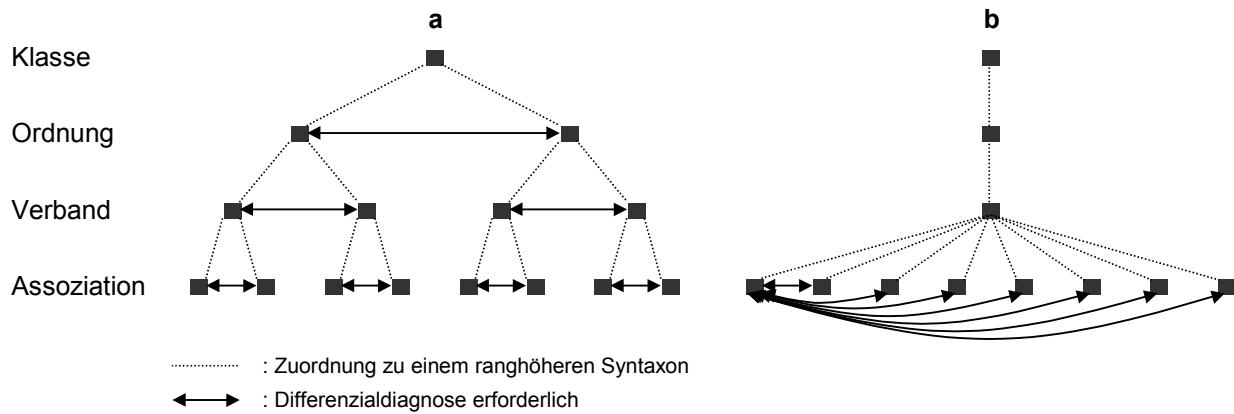 a b
Klasse
Ordnung
Verband
Assoziation
: Zuordnung zu einem ranghöheren Syntaxon
: Differenzialdiagnose erforderlich